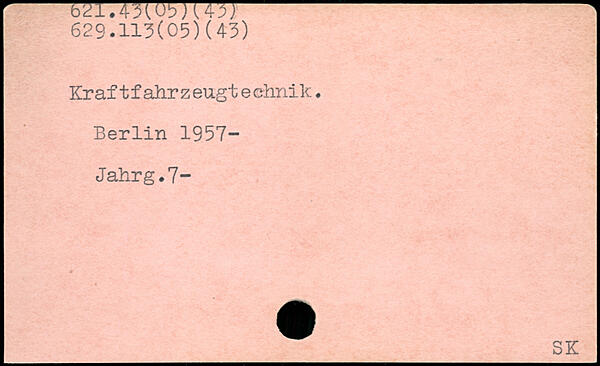 621.43(05)(43)
629.113(05)(43)
Kraftfahrzeugtechnik.
Berlin 1957-
Jahrg.7-
SK